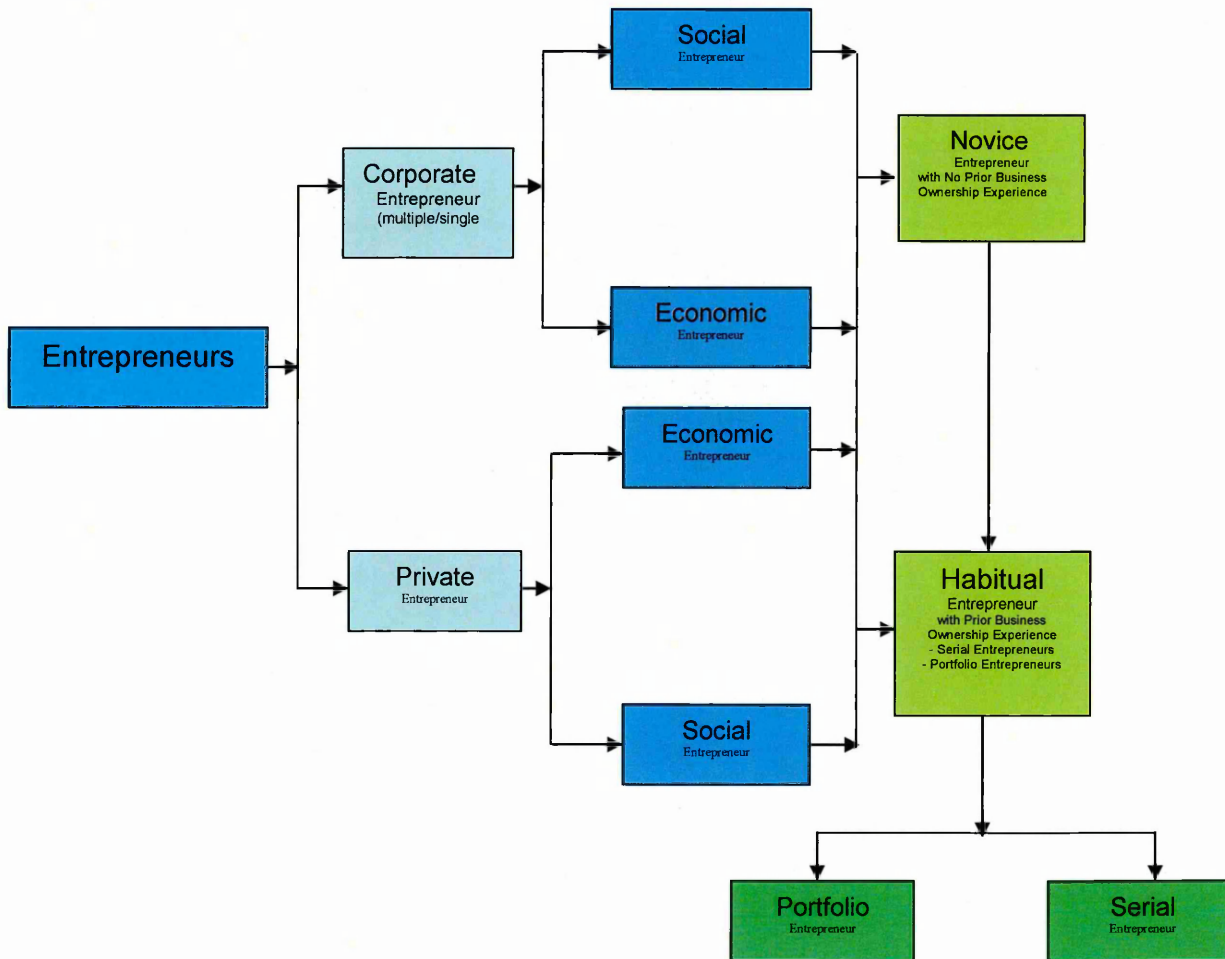 Social
Entrepreneur
Novice
Entrepreneur
with No Prior Business
Ownership Experience
Corporate
Entrepreneur
(multiple/single
Economic
Entrepreneur
Entrepreneurs
Economic
Entrepreneur
Private
Entrepreneur
Habitual
Entrepreneur
with Prior Business
Ownership Experience
- Serial Entrepreneurs
- Portfolio Entrepreneurs
Social
Entrepreneur
Portfolio
Entrepreneur
Serial
Entrepreneur